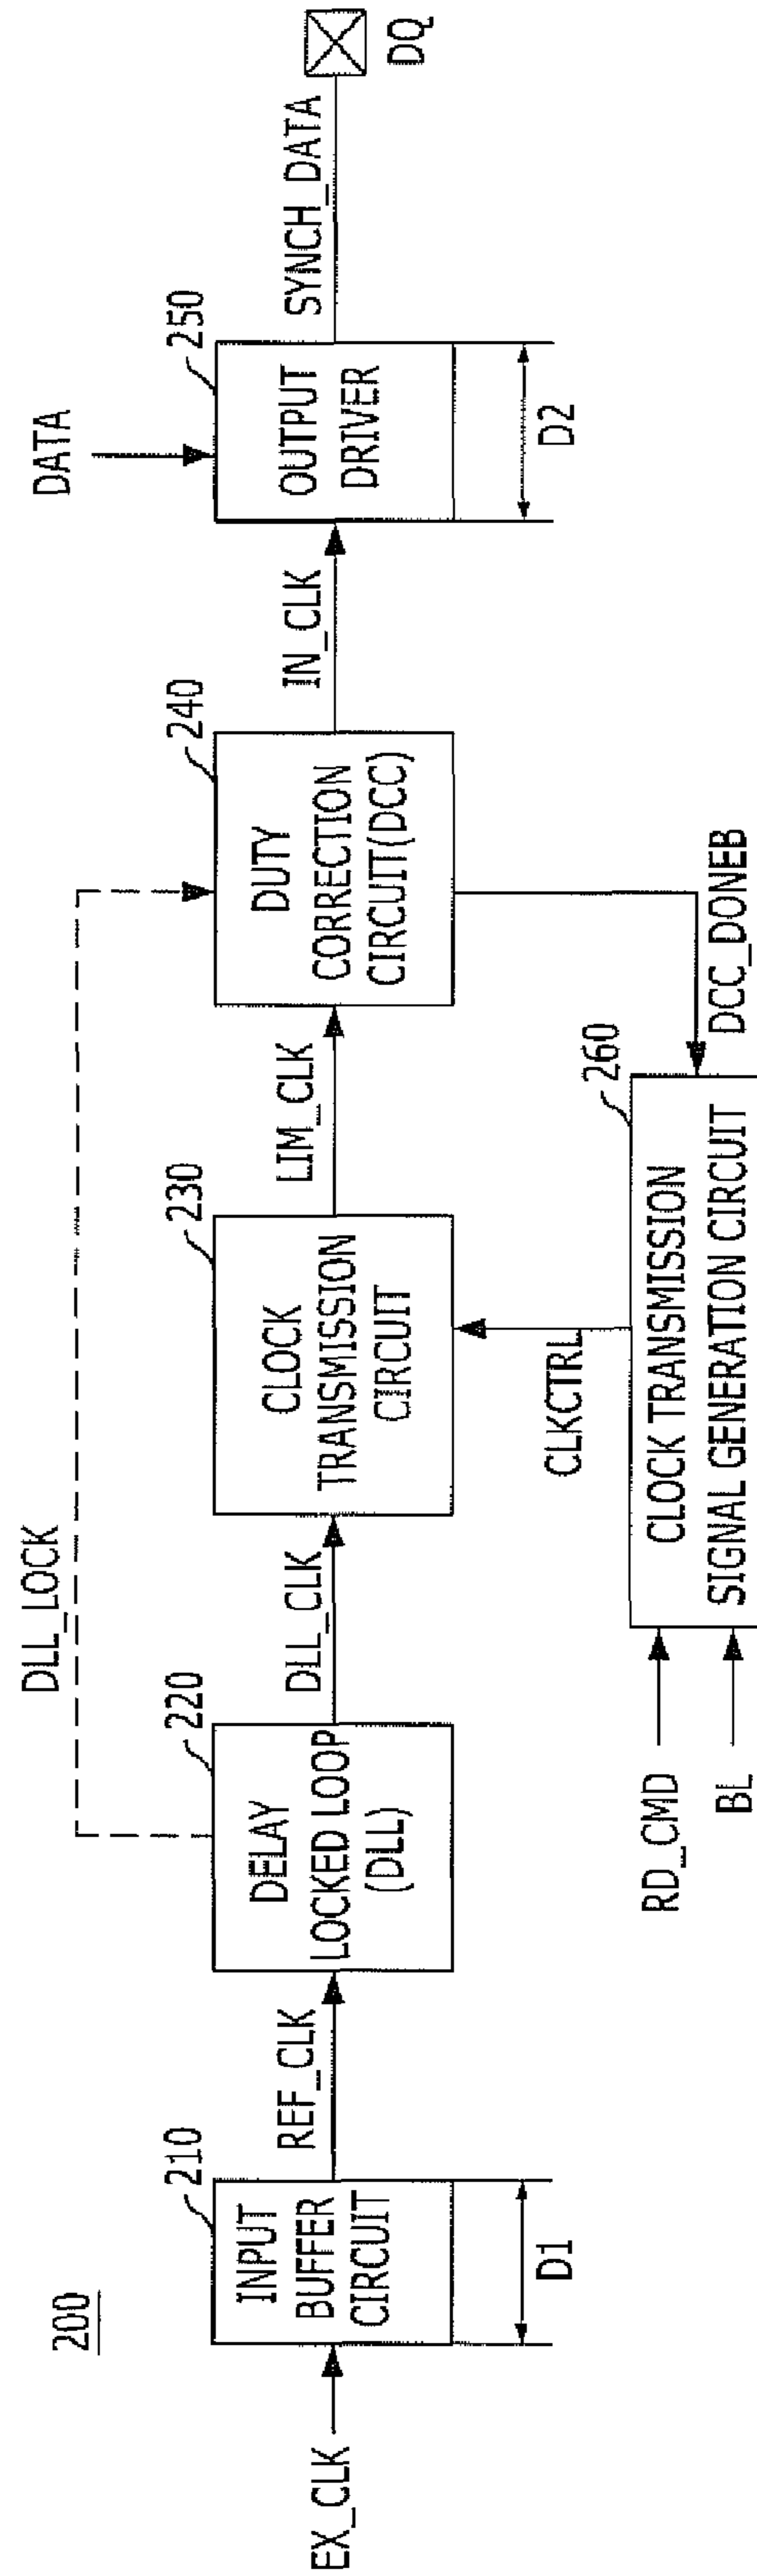 200
EX_CLK
210
INPUT
BUFFER
CIRCUIT
D1
REF_CLK
220
DELAY
LOCKED LOOP
(DLL)
DLL_LOCK
DLL_CLK
230
CLOCK
TRANSMISSION
CIRCUIT
LIM_CLK
240
DUTY
CORRECTION
CIRCUIT(DCC)
IN_CLK
DATA
250
OUTPUT
DRIVER
D2
SYNCH_DATA
DQ
RD_CMD
BL
CLKCTRL
260
CLOCK TRANSMISSION
SIGNAL GENERATION CIRCUIT
DCC_DONEB